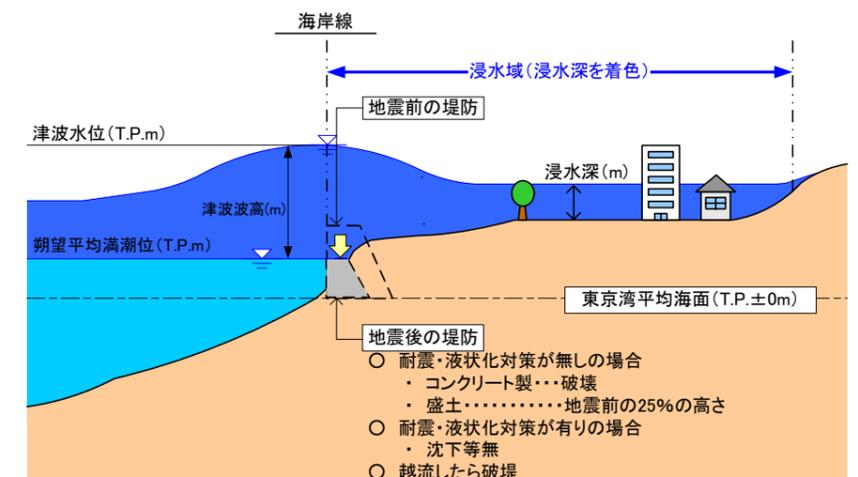 海岸線
浸水域(浸水深を着色)
地震前の堤防
津波水位(T.P.m)
浸水深(m)
津波波高(m)
朔望平均満潮位(T.P.m)
東京湾平均海面(T.P.±0m)
地震後の堤防
○ 耐震・液状化対策が無しの場合
・ コンクリート製・・・破壊
・ 盛土・・・・・・・・・・・地震前の25%の高さ
○ 耐震・液状化対策が有りの場合
・ 沈下等無
○ 越流したら破堤